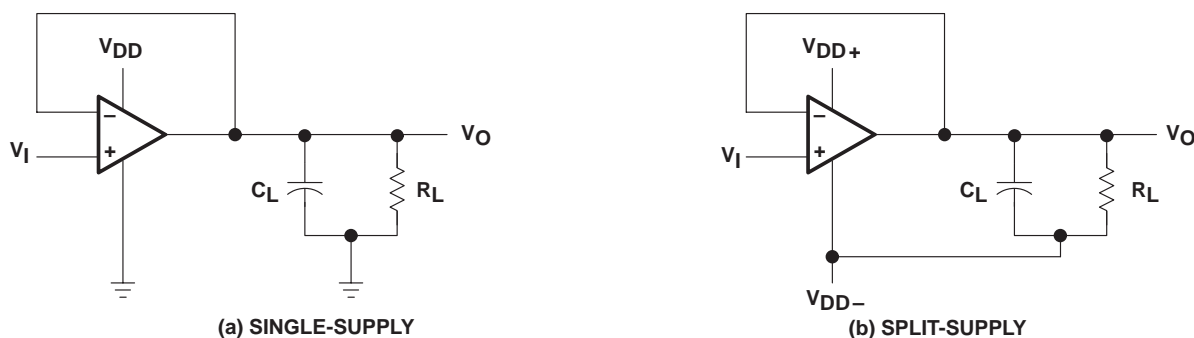 VDD
−
+
VI
VO
CL
RL
(a) SINGLE-SUPPLY
VDD+
−
+
VI
VO
CL
RL
VDD−
(b) SPLIT-SUPPLY